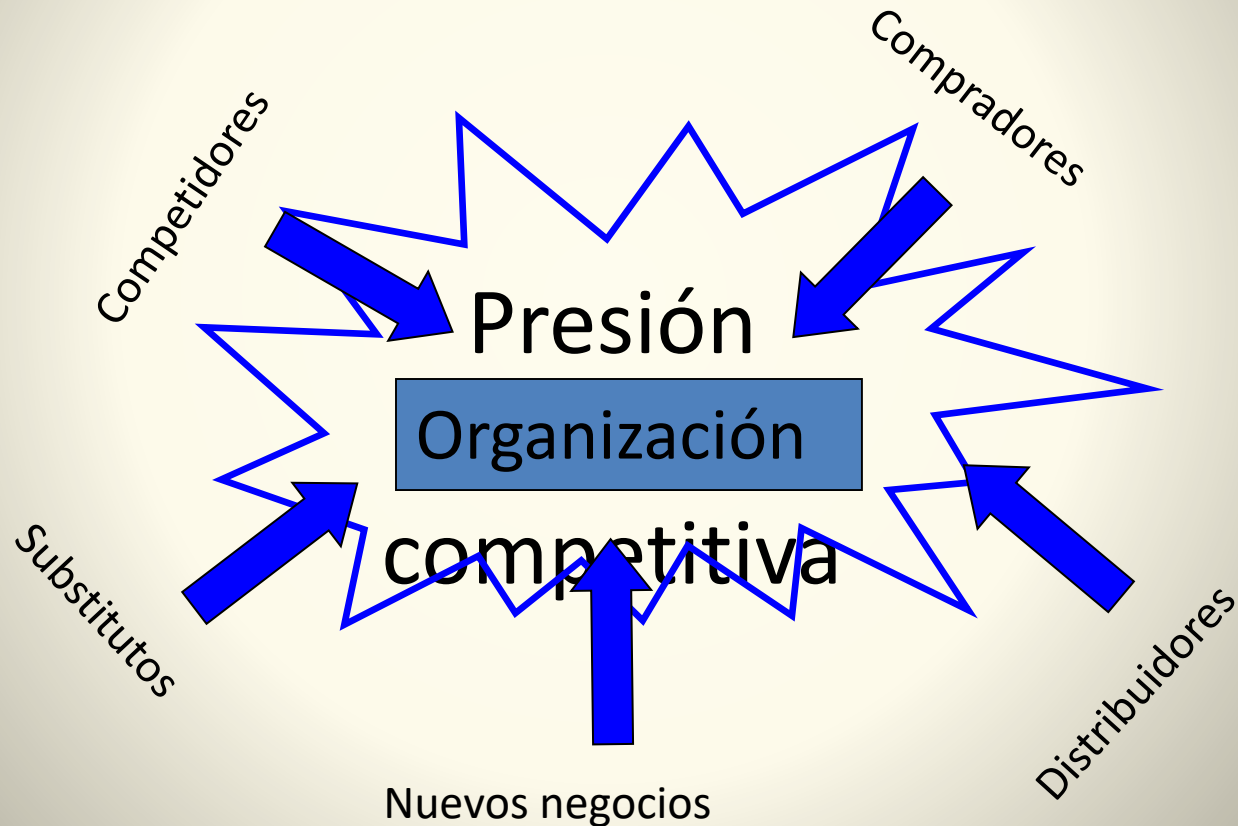 Compradores
Competidores
Presión
Organización
competitiva
Substitutos
Distribuidores
Nuevos negocios